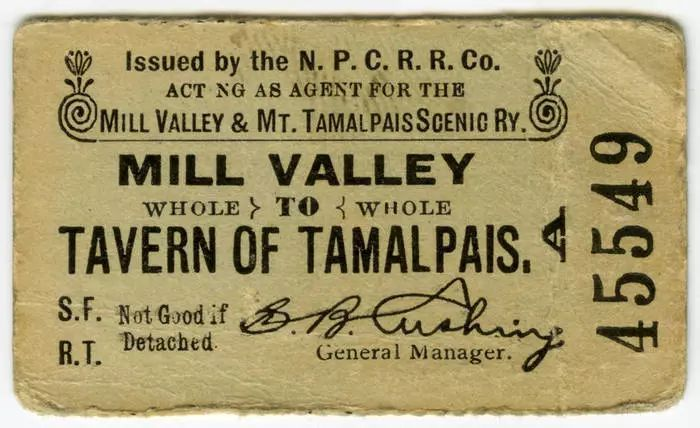 Issued by the N. P. C. R. R. Co.
ACT NG AS AGENT FOR THE
MILL VALLEY & MT. TAMALPAIS SCENIC RY.
MILL VALLEY
WHOLE } TO { WHOLE
TAVERN OF TAMALPAIS.
A
45549
S.F. Not Good if
R.T. Detached.
E. B. Cushing
General Manager.